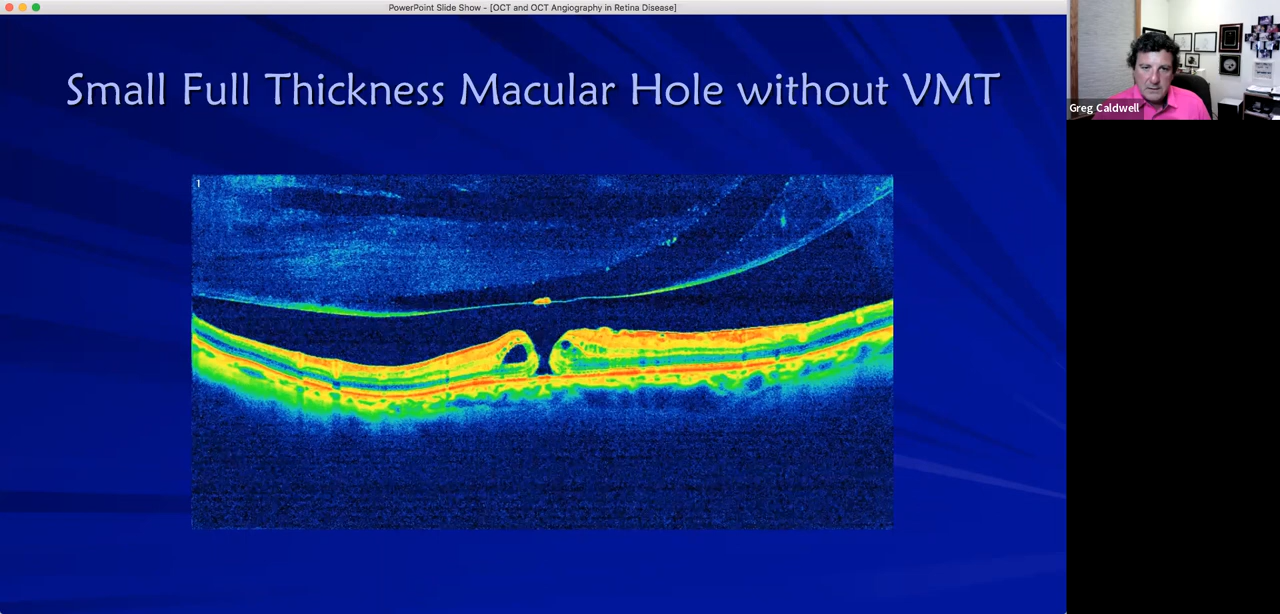 PowerPoint Slide Show - [OCT and OCT Angiography in Retina Disease]
Small Full Thickness Macular Hole without VMT
1
Greg Caldwell